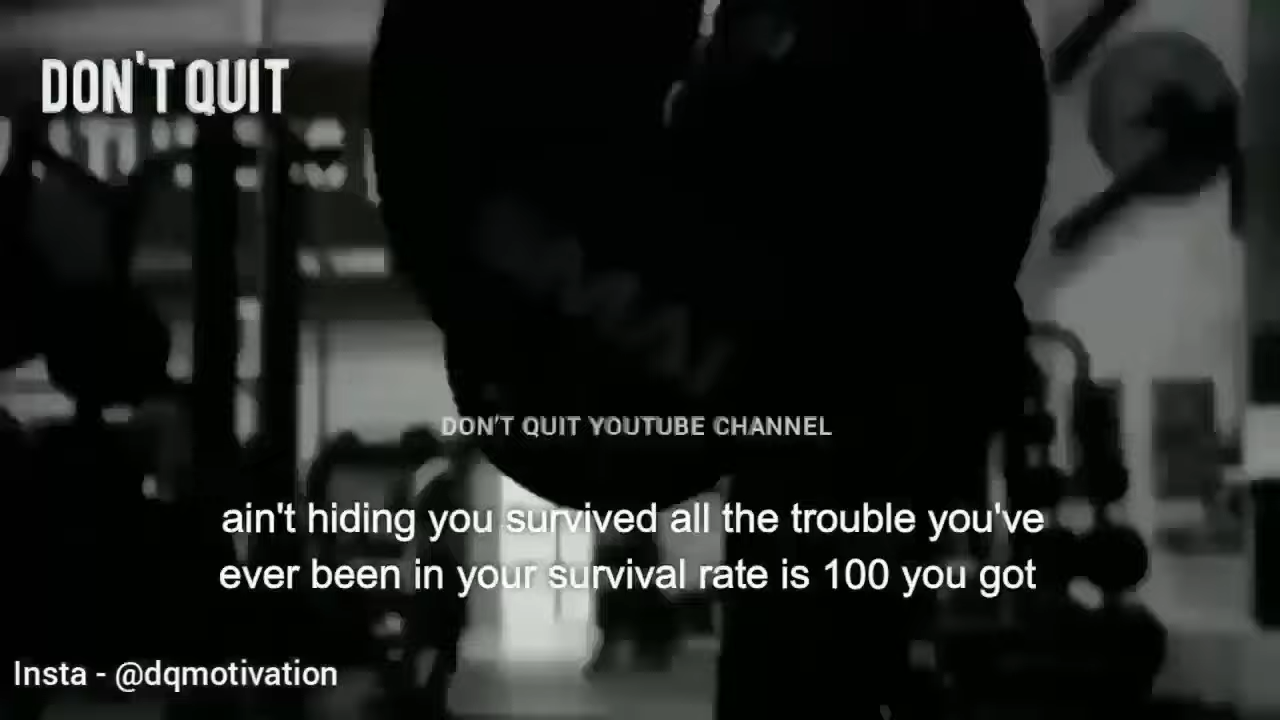 DON'T QUIT
DON'T QUIT YOUTUBE CHANNEL
ain't hiding you survived all the trouble you've
ever been in your survival rate is 100 you got
Insta - @dqmotivation